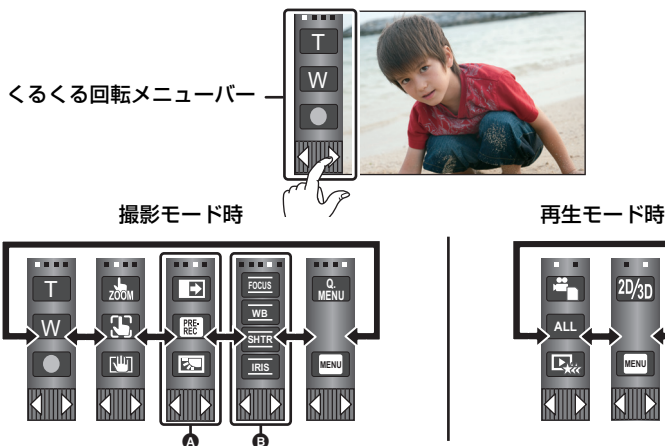 T
W
くるくる回転メニューバー
撮影モード時
再生モード時
T
W
ZOOM
PRE-
REC
FOCUS
WB
SHTR
IRIS
Q.
MENU
MENU
ALL
2D/3D
MENU
A
B